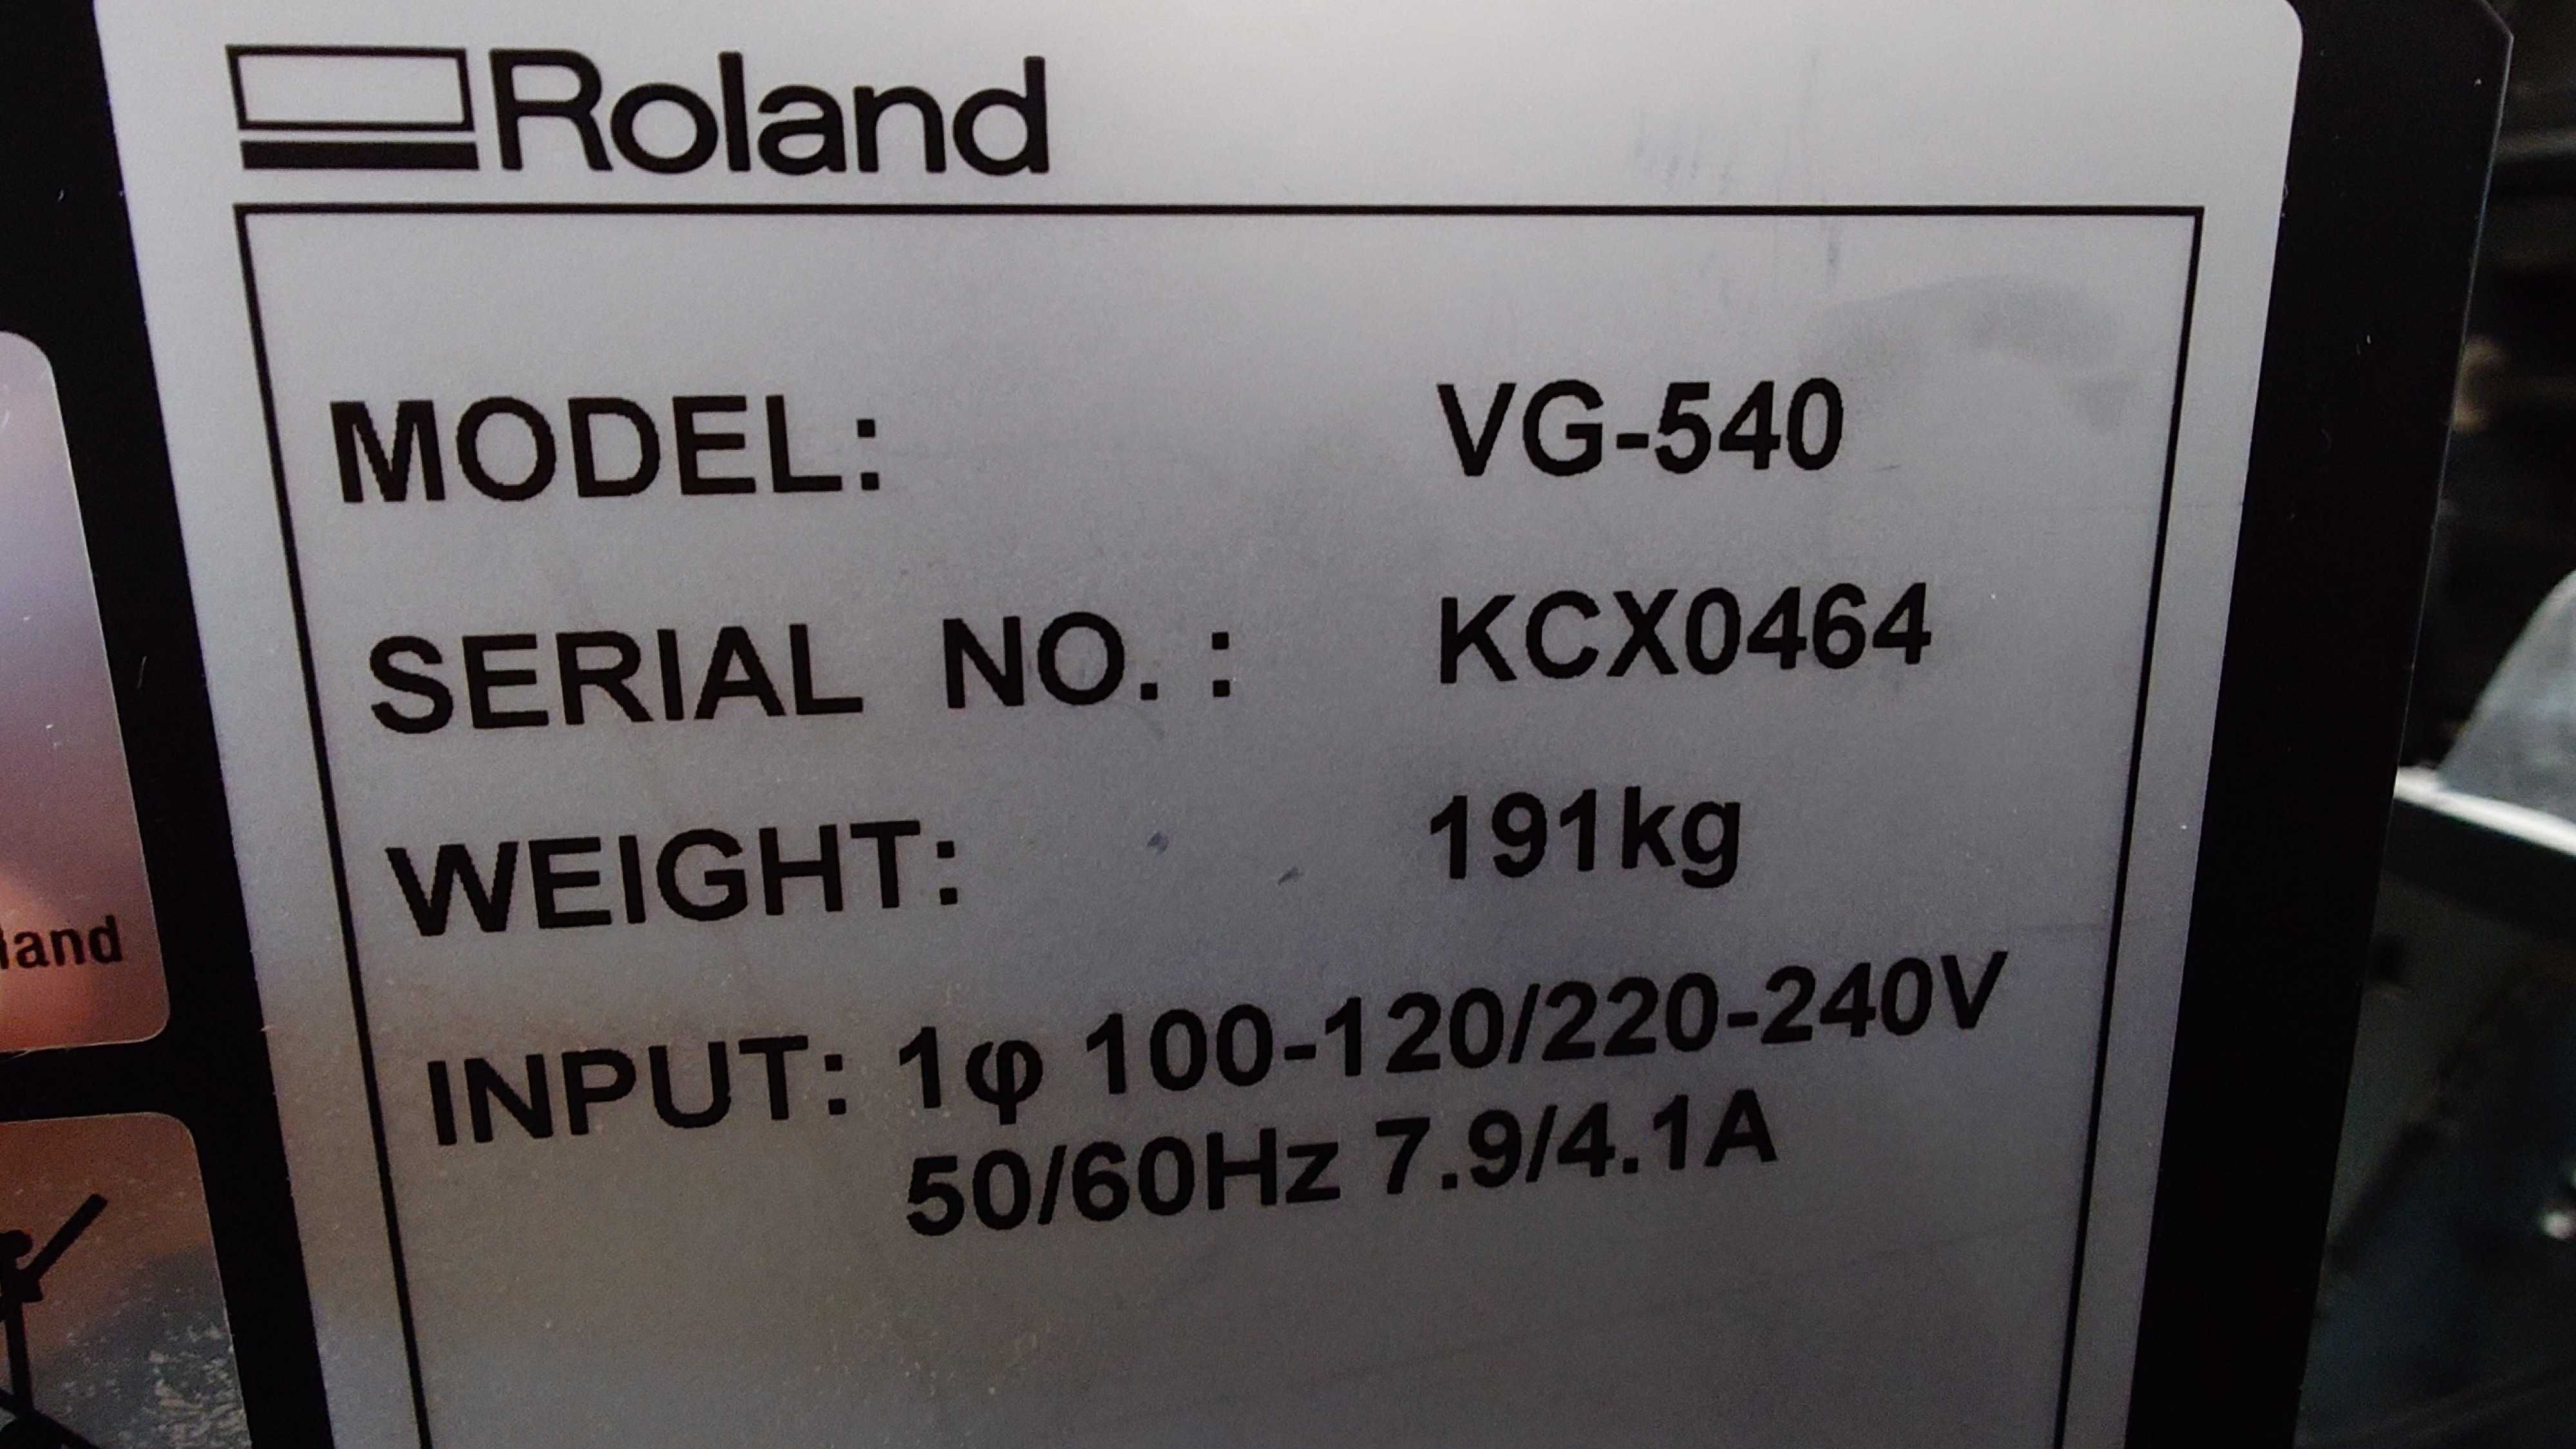 Roland
MODEL: VG-540
SERIAL NO. : KCX0464
WEIGHT: 191kg
INPUT: 1φ 100-120/220-240V
50/60Hz 7.9/4.1A
land